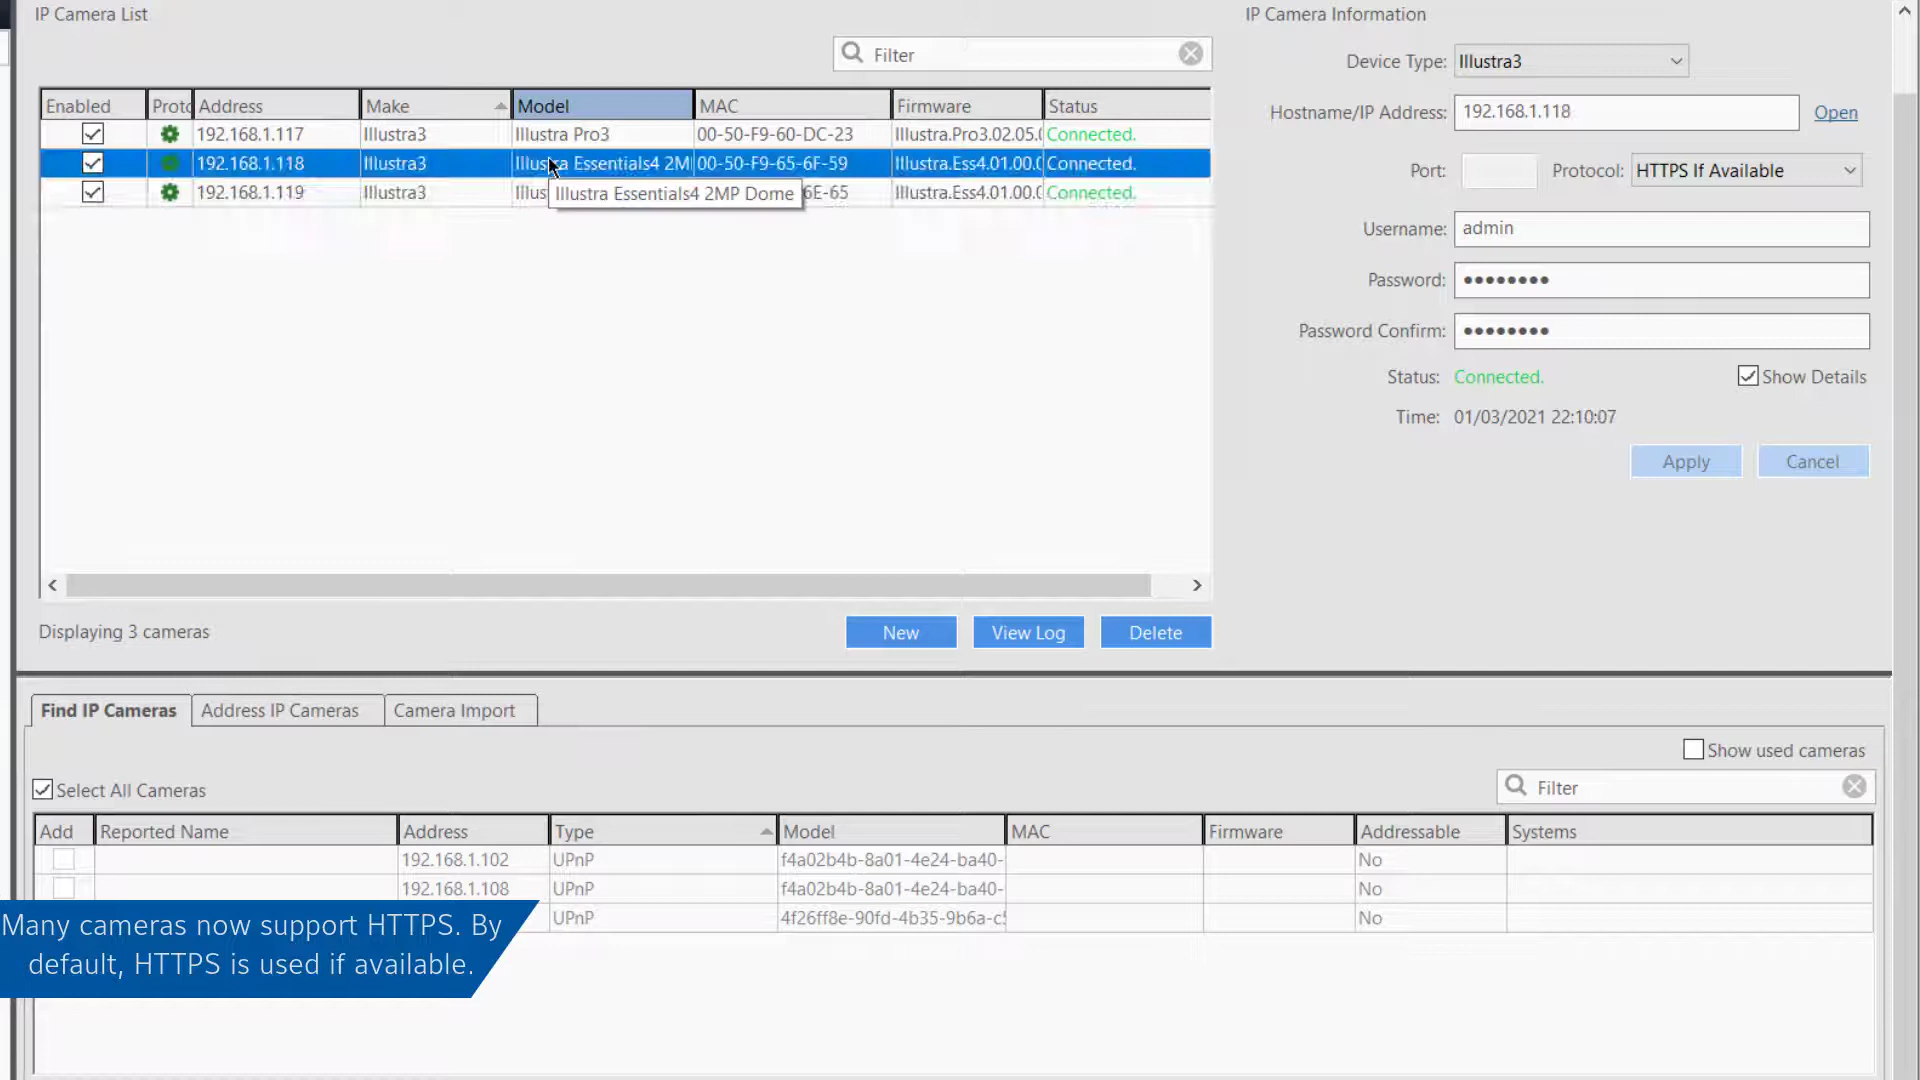 IP Camera List
Filter
Enabled Proto Address Make Model MAC Firmware Status
192.168.1.117 Illustra3 Illustra Pro3 00-50-F9-60-DC-23 Illustra.Pro3.02.05.0 Connected.
192.168.1.118 Illustra3 Illustra Essentials4 2M 00-50-F9-65-6F-59 Illustra.Ess4.01.00.0 Connected.
192.168.1.119 Illustra3 Illus 6E-65 Illustra.Ess4.01.00.0 Connected.
Illustra Essentials4 2MP Dome
Displaying 3 cameras
New View Log Delete
IP Camera Information
Device Type: Illustra3
Hostname/IP Address: 192.168.1.118 Open
Port: Protocol: HTTPS If Available
Username: admin
Password: ●●●●●●●●
Password Confirm: ●●●●●●●●
Status: Connected. Show Details
Time: 01/03/2021 22:10:07
Apply Cancel
Find IP Cameras Address IP Cameras Camera Import
Show used cameras
Select All Cameras Filter
Add Reported Name Address Type Model MAC Firmware Addressable Systems
192.168.1.102 UPnP f4a02b4b-8a01-4e24-ba40- No
192.168.1.108 UPnP f4a02b4b-8a01-4e24-ba40- No
UPnP 4f26ff8e-90fd-4b35-9b6a-c5 No
Many cameras now support HTTPS. By
default, HTTPS is used if available.